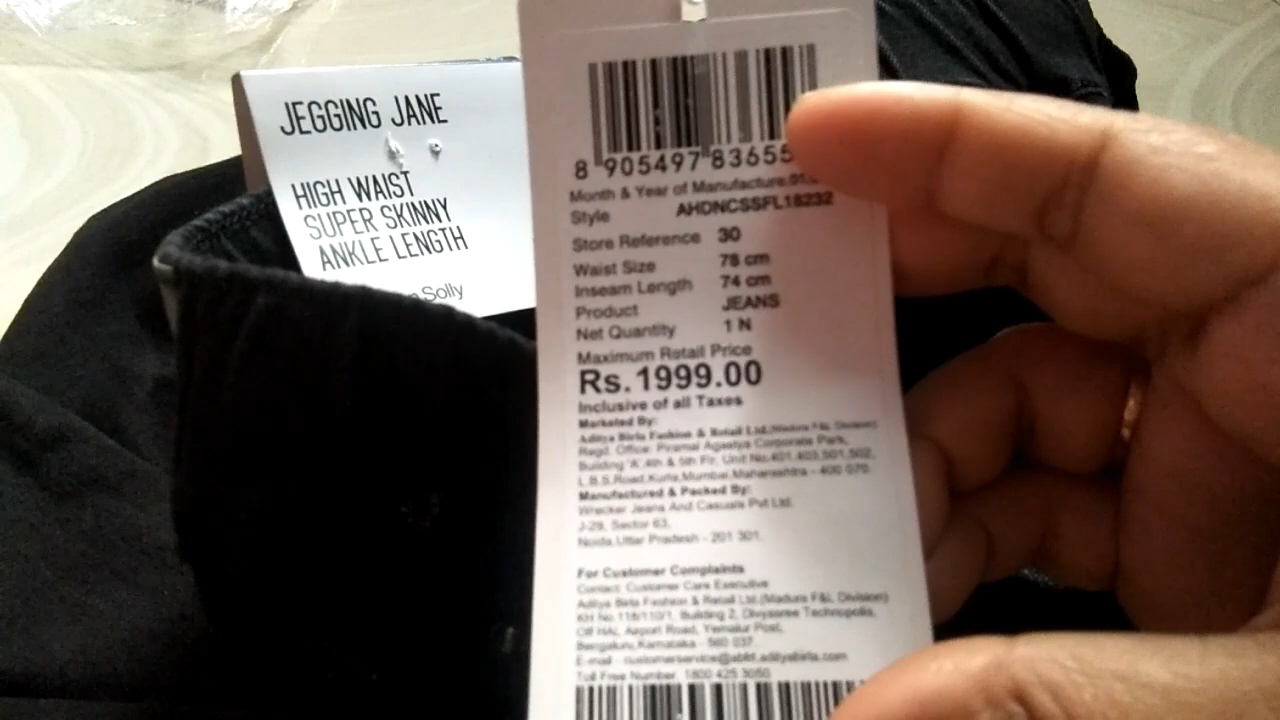 JEGGING JANE
HIGH WAIST
SUPER SKINNY
ANKLE LENGTH
Solly
8 905497 83655
Month & Year of Manufacture:01
Style AHDNCSSFL18232
Store Reference 30
Waist Size 78 cm
Inseam Length 74 cm
Product JEANS
Net Quantity 1 N
Maximum Retail Price
Rs.1999.00
Inclusive of all Taxes
Marketed By:
Aditya Birla Fashion & Retail Ltd.(Madura F&L Division)
Regd. Office: Piramal Agastya Corporate Park,
Building 'A',4th & 5th Flr, Unit No.401,403,501,502,
L.B.S.Road,Kurla,Mumbai,Maharashtra - 400 070
Manufactured & Packed By:
Wrecker Jeans And Casuals Pvt Ltd.
J-29, Sector 63,
Noida,Uttar Pradesh - 201 301.
For Customer Complaints
Contact: Customer Care Executive
Aditya Birla Fashion & Retail Ltd.(Madura F&L Division)
KH No.118/110/1, Building 2, Divyasree Technopolis,
Off HAL Airport Road, Yemalur Post,
Bengaluru,Karnataka - 560 037
E-mail : customerservice@abfrl.adityabirla.com
Toll Free Number: 1800 425 3050